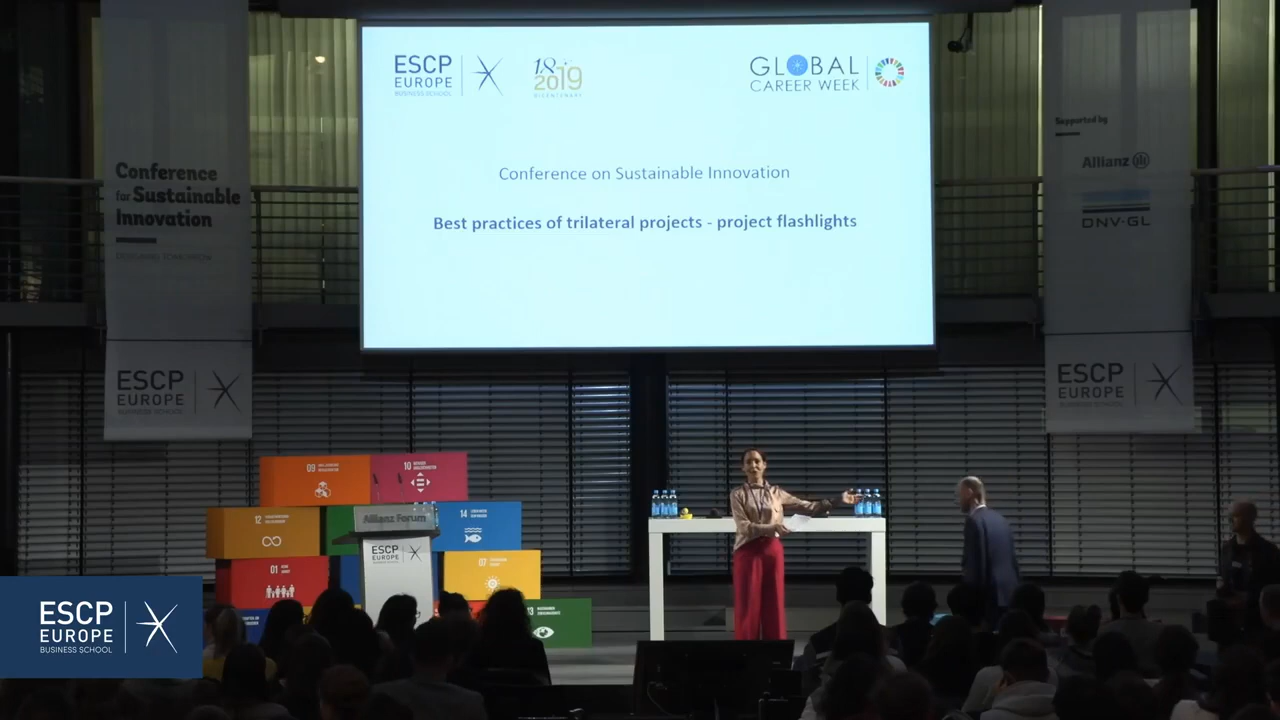 ESCP
EUROPE
BUSINESS SCHOOL
18
2019
BICENTENARY
GLOBAL
CAREER WEEK
Conference on Sustainable Innovation
Best practices of trilateral projects - project flashlights
Conference
for Sustainable
Innovation
ESCP
EUROPE
BUSINESS SCHOOL
Supported by
Allianz
DNV·GL
ESCP
EUROPE
BUSINESS SCHOOL
09
10
12
14
01
07
13
Allianz Forum
ESCP
EUROPE
ESCP
EUROPE
BUSINESS SCHOOL